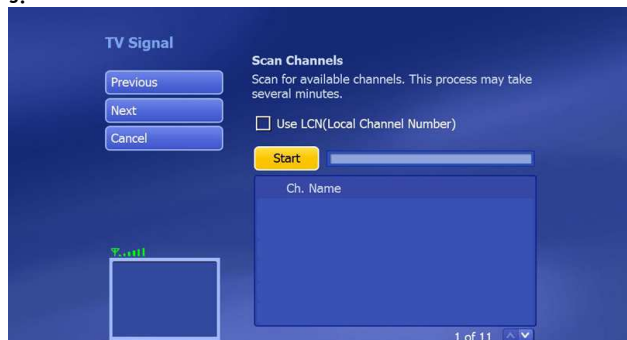 TV Signal
Previous
Next
Cancel
Scan Channels
Scan for available channels. This process may take
several minutes.
Use LCN(Local Channel Number)
Start
Ch. Name
1 of 11